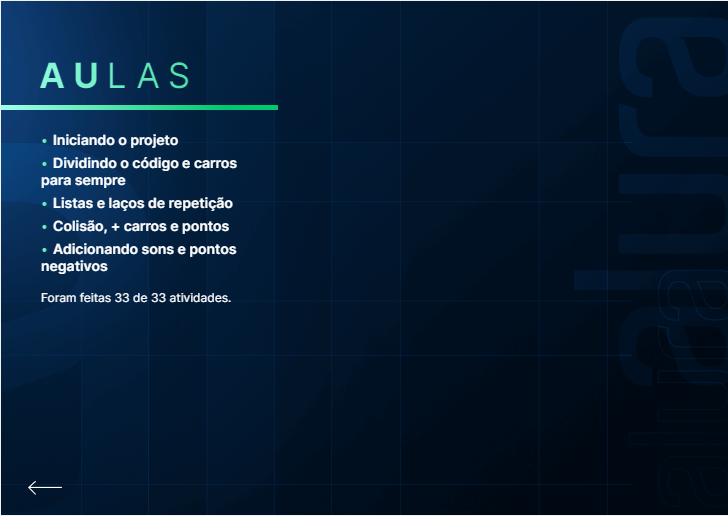 AULAS
• Iniciando o projeto
• Dividindo o código e carros
para sempre
• Listas e laços de repetição
• Colisão, + carros e pontos
• Adicionando sons e pontos
negativos
Foram feitas 33 de 33 atividades.
alura
alura